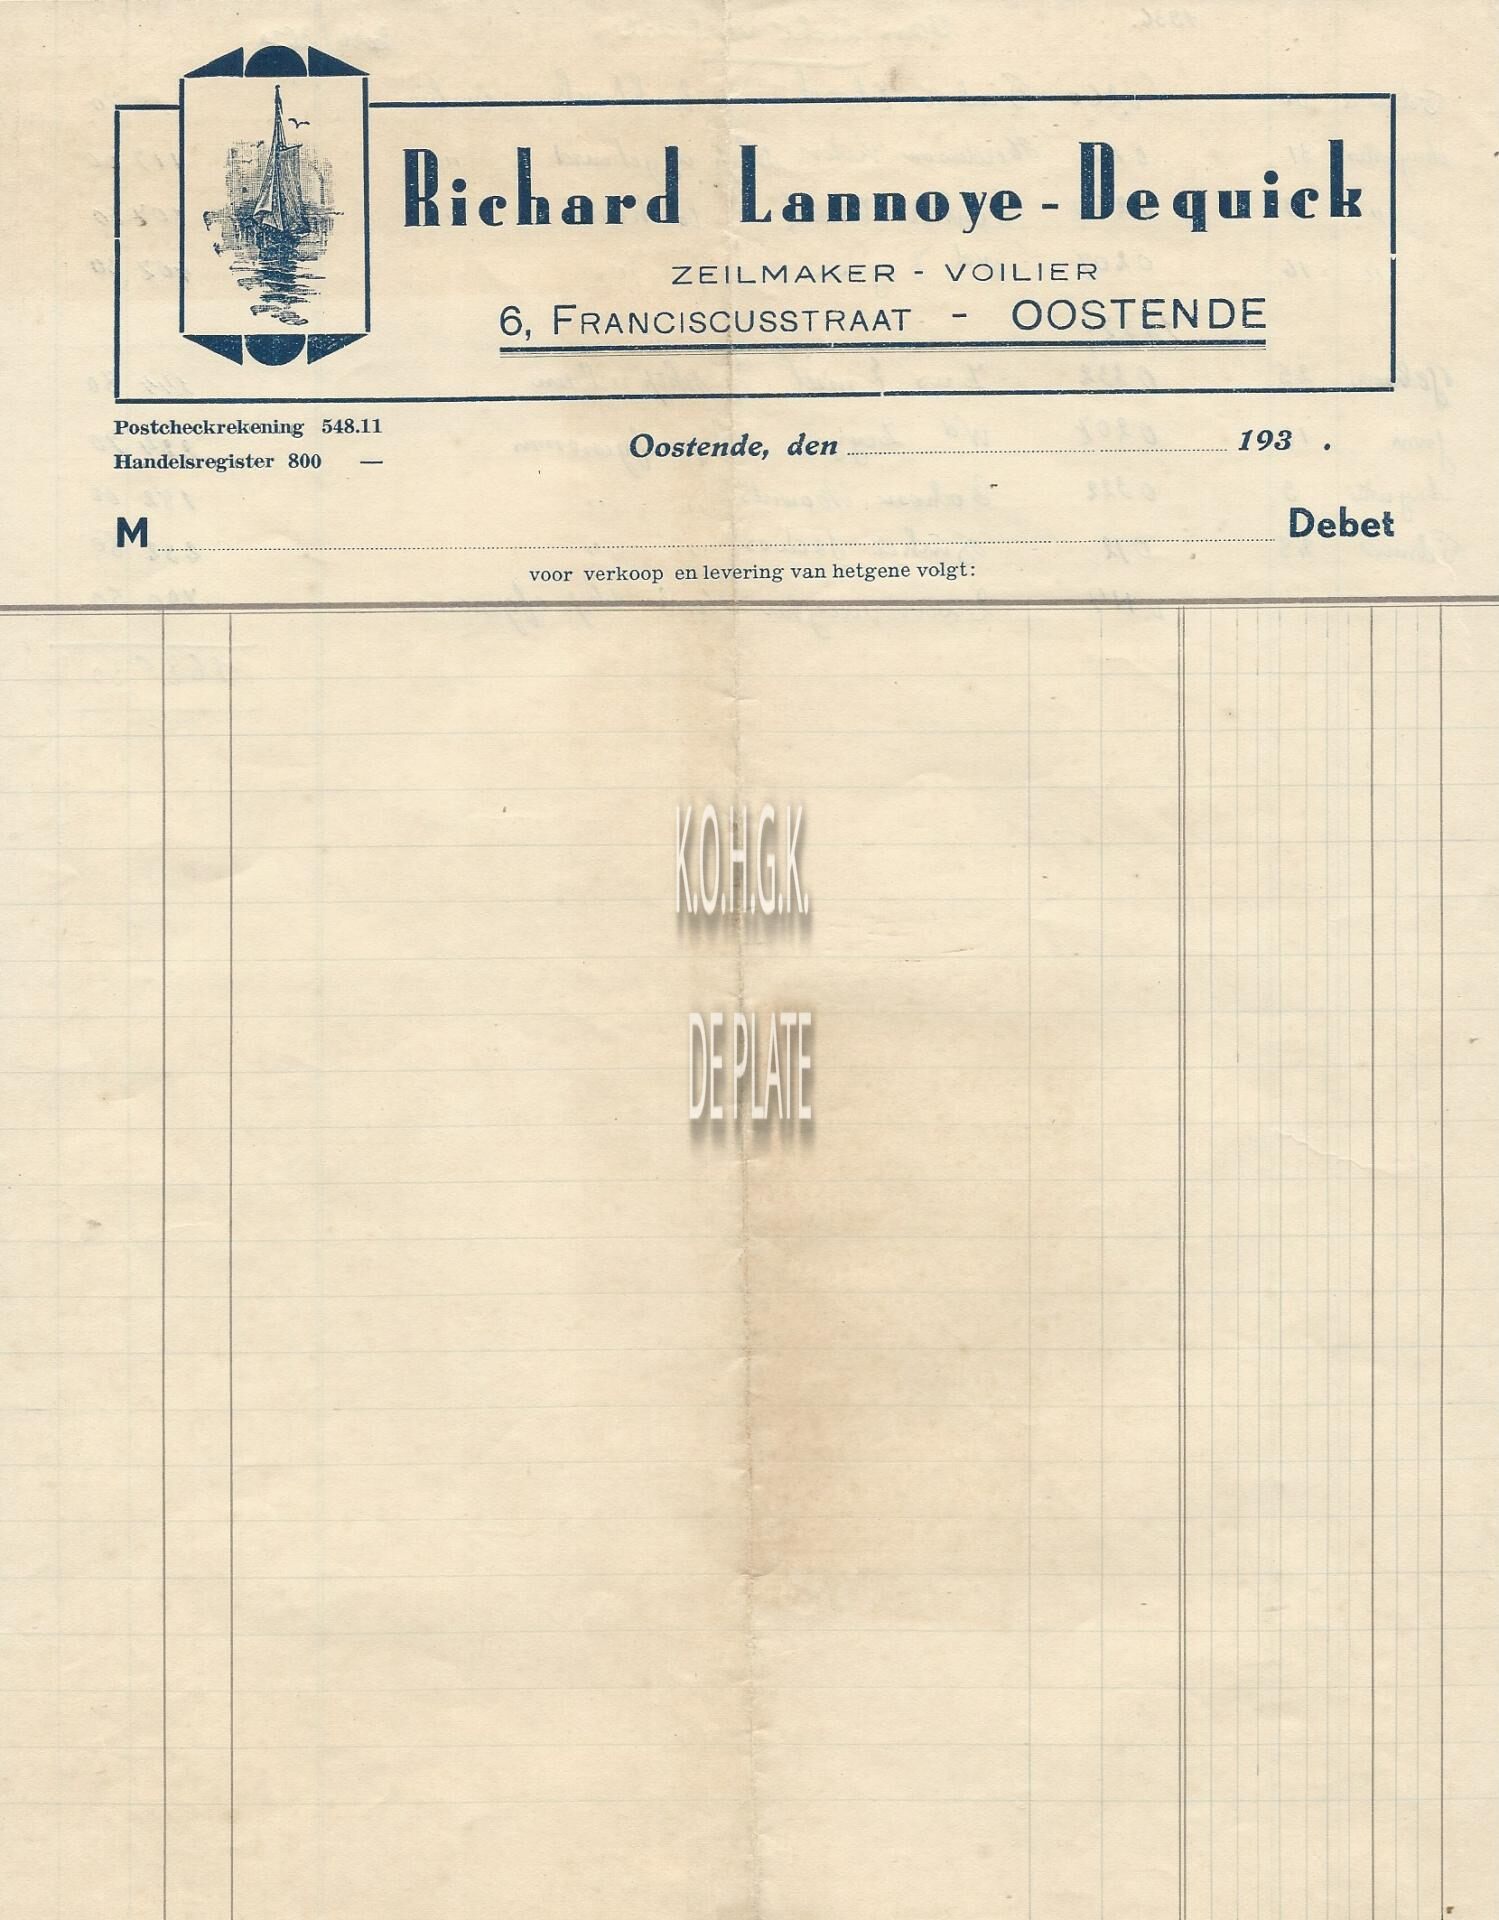 Richard Lannoye - Dequick
ZEILMAKER - VOILIER
6, FRANCISCUSSTRAAT - OOSTENDE
Postcheckrekening 548.11
Handelsregister 800 —
Oostende, den 193 .
M Debet
voor verkoop en levering van hetgene volgt:
K.O.H.G.K.
DE PLATE